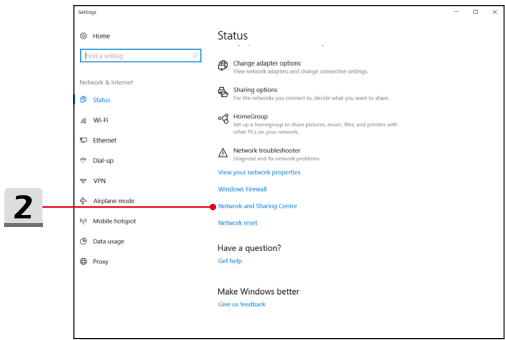 Settings
Home
Status
Find a setting
Network & Internet
Status
Wi-Fi
Ethernet
Dial-up
VPN
Airplane mode
Mobile hotspot
Data usage
Proxy
Change adapter options
View network adapters and change connection settings.
Sharing options
For the networks you connect to, decide what you want to share.
HomeGroup
Set up a homegroup to share pictures, music, files, and printers with
other PCs on your network.
Network troubleshooter
Diagnose and fix network problems.
View your network properties
Windows Firewall
Network and Sharing Center
Network reset
Have a question?
Get help
Make Windows better
Give us feedback
2